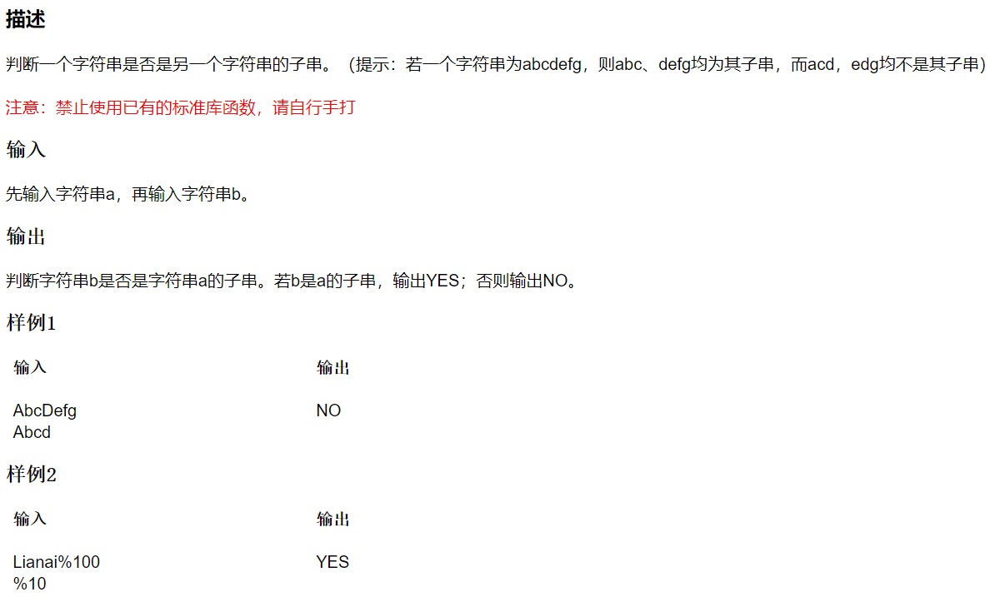 描述
判断一个字符串是否是另一个字符串的子串。（提示：若一个字符串为abcdefg，则abc、defg均为其子串，而acd，edg均不是其子串）
注意：禁止使用已有的标准库函数，请自行手打
输入
先输入字符串a，再输入字符串b。
输出
判断字符串b是否是字符串a的子串。若b是a的子串，输出YES；否则输出NO。
样例1
输入 输出
AbcDefg NO
Abcd
样例2
输入 输出
Lianai%100 YES
%10